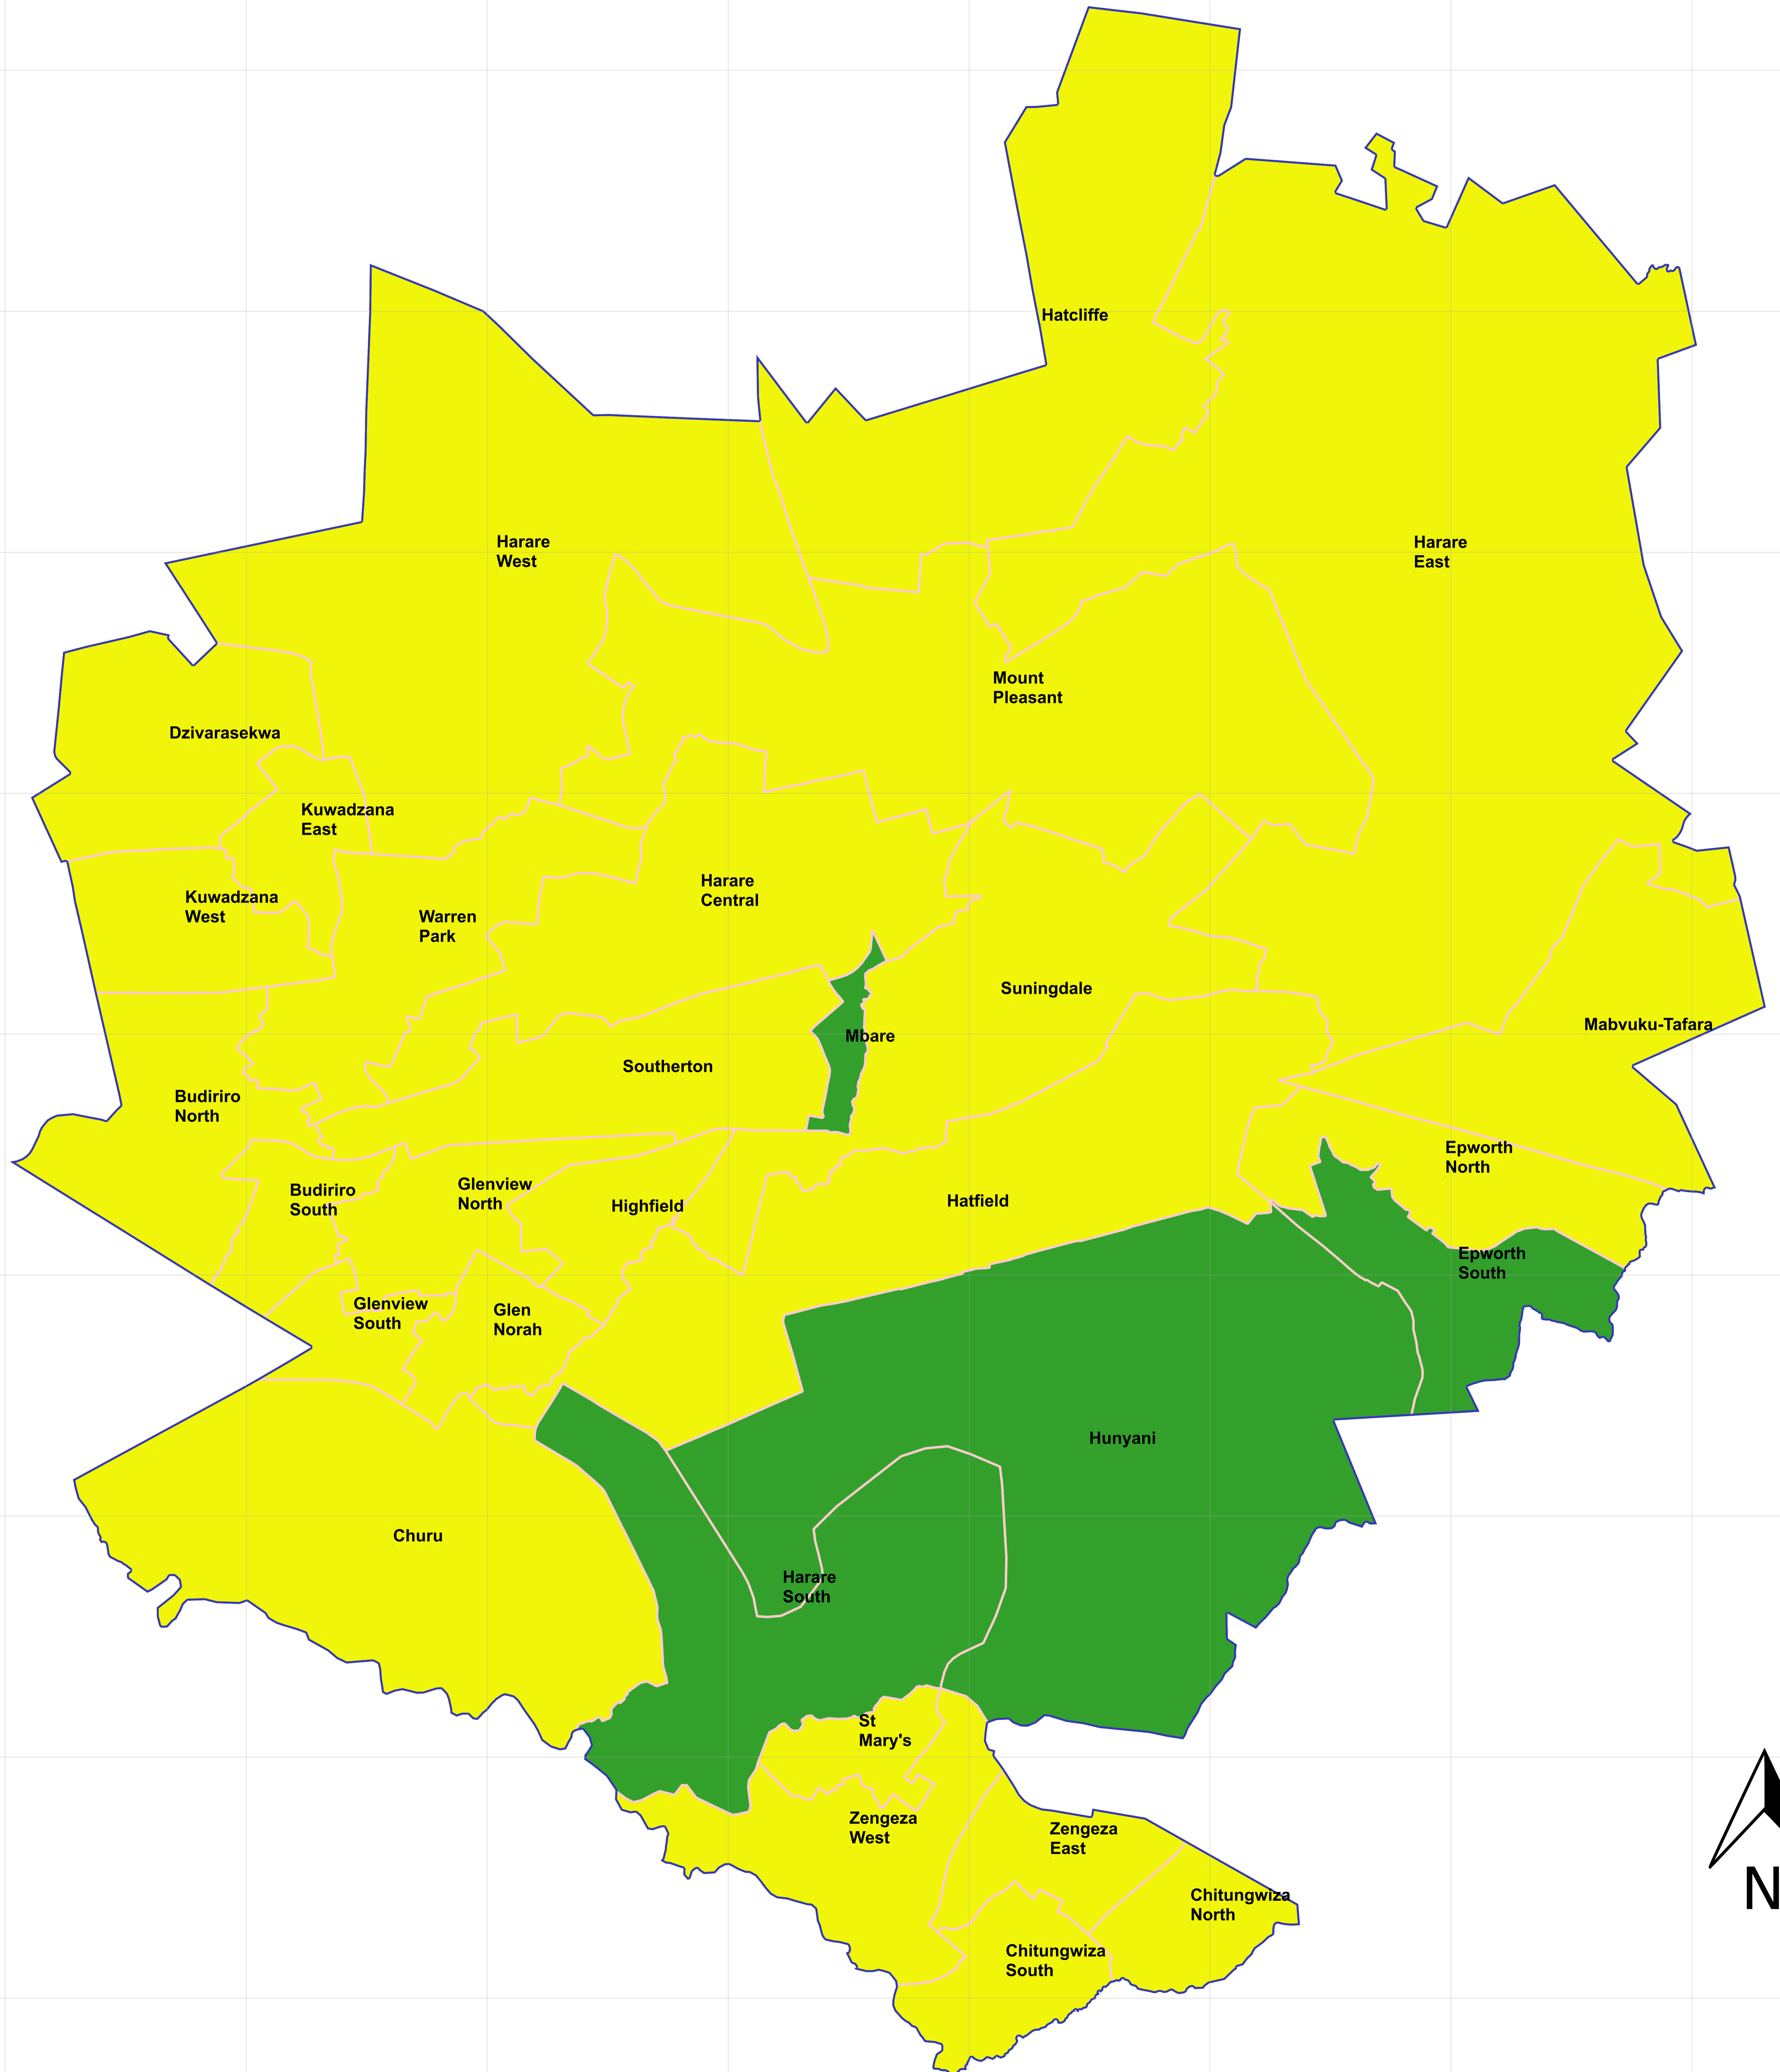 Hatcliffe
Harare
West
Harare
East
Mount
Pleasant
Dzivarasekwa
Kuwadzana
East
Kuwadzana
West
Harare
Central
Warren
Park
Suningdale
Mabvuku-Tafara
Mbare
Southerton
Budiriro
North
Epworth
North
Budiriro
South
Glenview
North
Highfield
Hatfield
Epworth
South
Glenview
South
Glen
Norah
Hunyani
Churu
Harare
South
St
Mary's
Zengeza
West
Zengeza
East
Chitungwiza
North
N
Chitungwiza
South